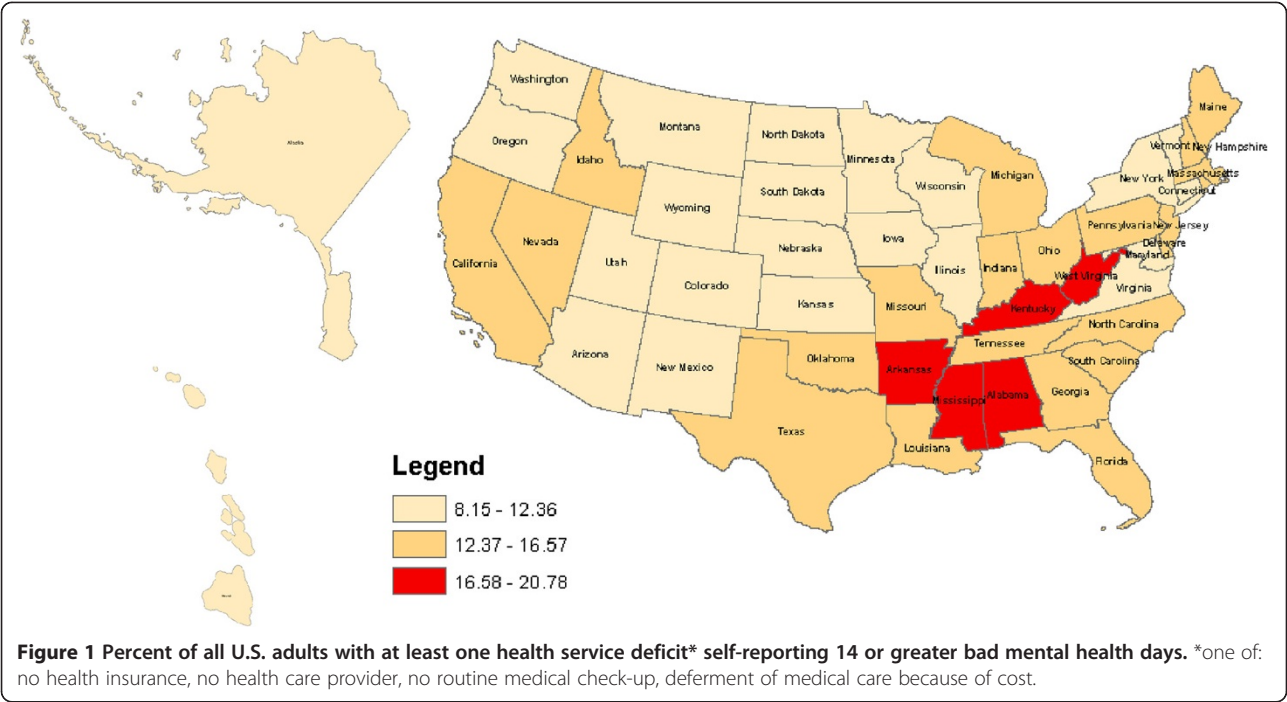 Washington
Oregon
Idaho
Montana
North Dakota
Minnesota
Wisconsin
Michigan
Maine
Vermont
New Hampshire
Massachusetts
New York
Connecticut
Alaska
South Dakota
Wyoming
Nebraska
Iowa
Illinois
Indiana
Ohio
Pennsylvania
New Jersey
Delaware
Maryland
West Virginia
Virginia
California
Nevada
Utah
Colorado
Kansas
Missouri
Kentucky
North Carolina
Tennessee
South Carolina
Arizona
New Mexico
Oklahoma
Arkansas
Mississippi
Alabama
Georgia
Texas
Louisiana
Florida
Legend
8.15 - 12.36
12.37 - 16.57
16.58 - 20.78
Figure 1 Percent of all U.S. adults with at least one health service deficit* self-reporting 14 or greater bad mental health days. *one of:
no health insurance, no health care provider, no routine medical check-up, deferment of medical care because of cost.